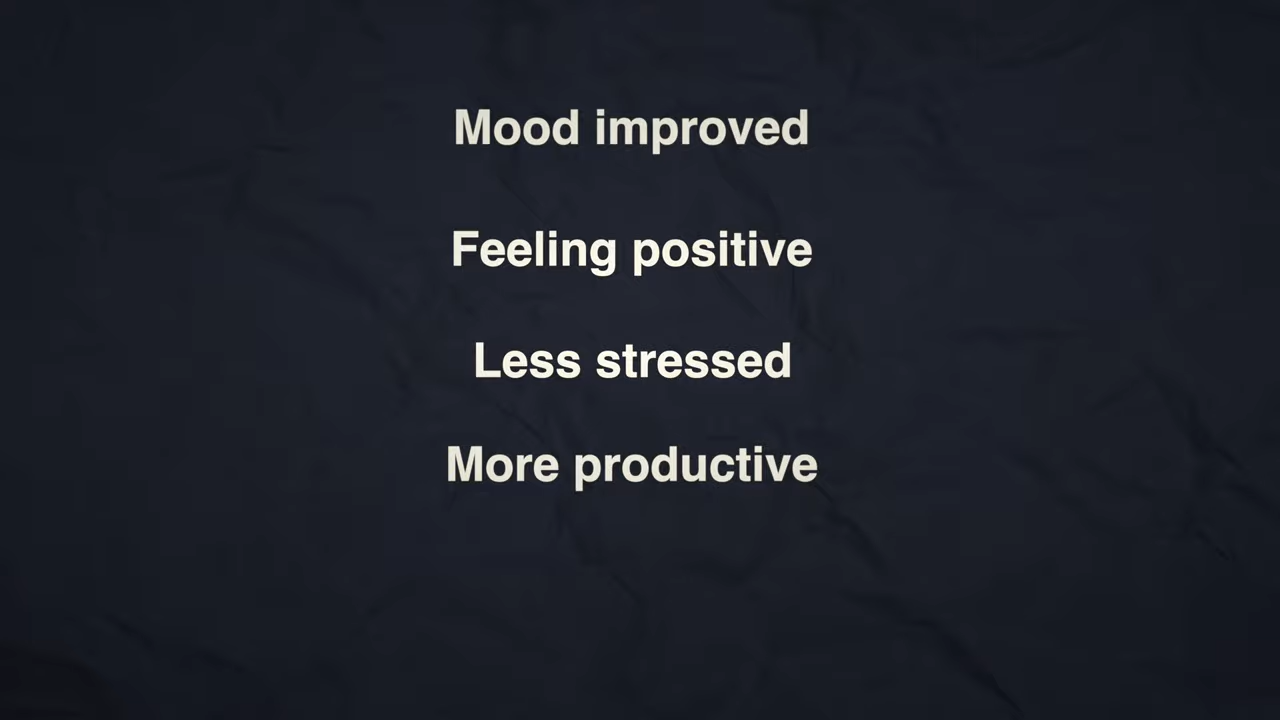 Mood improved
Feeling positive
Less stressed
More productive